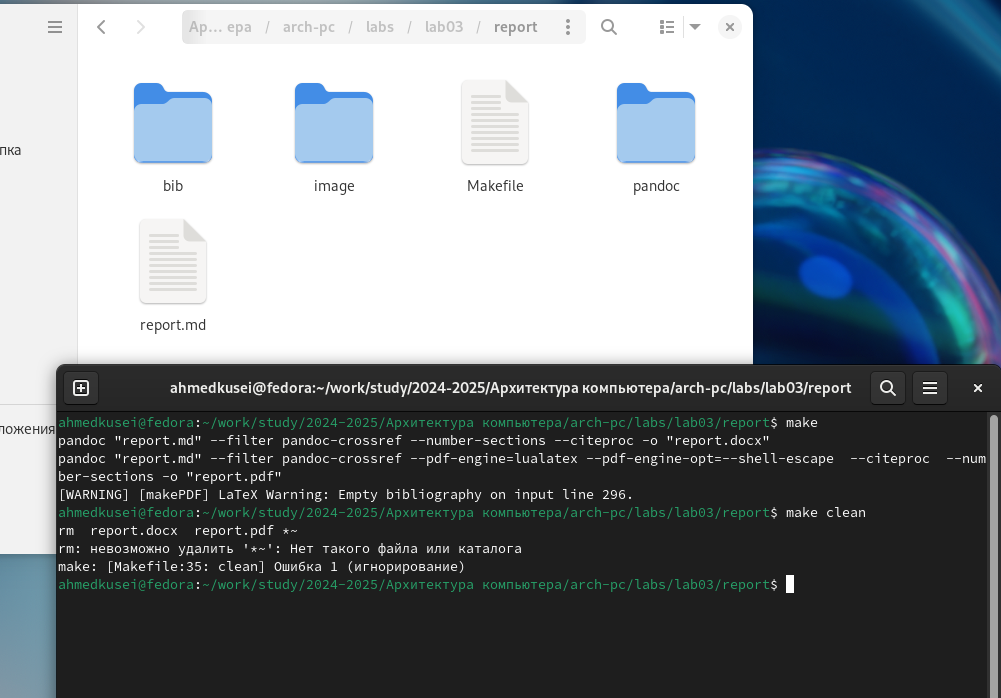 Ap... ера / arch-pc / labs / lab03 / report
пка
bib
image
Makefile
pandoc
report.md
ложения
ahmedkusei@fedora:~/work/study/2024-2025/Архитектура компьютера/arch-pc/labs/lab03/report
ahmedkusei@fedora:~/work/study/2024-2025/Архитектура компьютера/arch-pc/labs/lab03/report$ make
pandoc "report.md" --filter pandoc-crossref --number-sections --citeproc -o "report.docx"
pandoc "report.md" --filter pandoc-crossref --pdf-engine=lualatex --pdf-engine-opt=--shell-escape  --citeproc  --num
ber-sections -o "report.pdf"
[WARNING] [makePDF] LaTeX Warning: Empty bibliography on input line 296.
ahmedkusei@fedora:~/work/study/2024-2025/Архитектура компьютера/arch-pc/labs/lab03/report$ make clean
rm  report.docx  report.pdf *~
rm: невозможно удалить '*~': Нет такого файла или каталога
make: [Makefile:35: clean] Ошибка 1 (игнорирование)
ahmedkusei@fedora:~/work/study/2024-2025/Архитектура компьютера/arch-pc/labs/lab03/report$